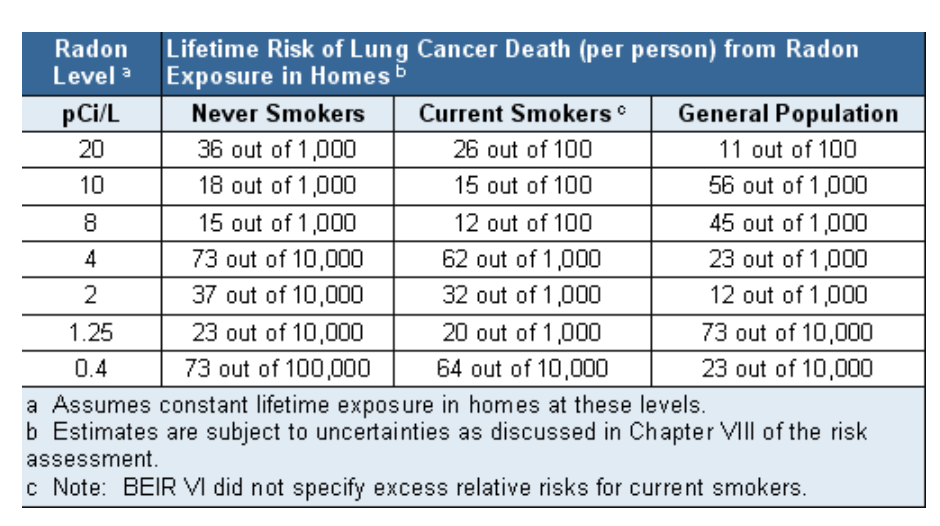 Radon Level a Lifetime Risk of Lung Cancer Death (per person) from Radon Exposure in Homes b
pCi/L Never Smokers Current Smokers c General Population
20 36 out of 1,000 26 out of 100 11 out of 100
10 18 out of 1,000 15 out of 100 56 out of 1,000
8 15 out of 1,000 12 out of 100 45 out of 1,000
4 73 out of 10,000 62 out of 1,000 23 out of 1,000
2 37 out of 10,000 32 out of 1,000 12 out of 1,000
1.25 23 out of 10,000 20 out of 1,000 73 out of 10,000
0.4 73 out of 100,000 64 out of 10,000 23 out of 10,000
a Assumes constant lifetime exposure in homes at these levels.
b Estimates are subject to uncertainties as discussed in Chapter VIII of the risk
assessment.
c Note: BEIR VI did not specify excess relative risks for current smokers.